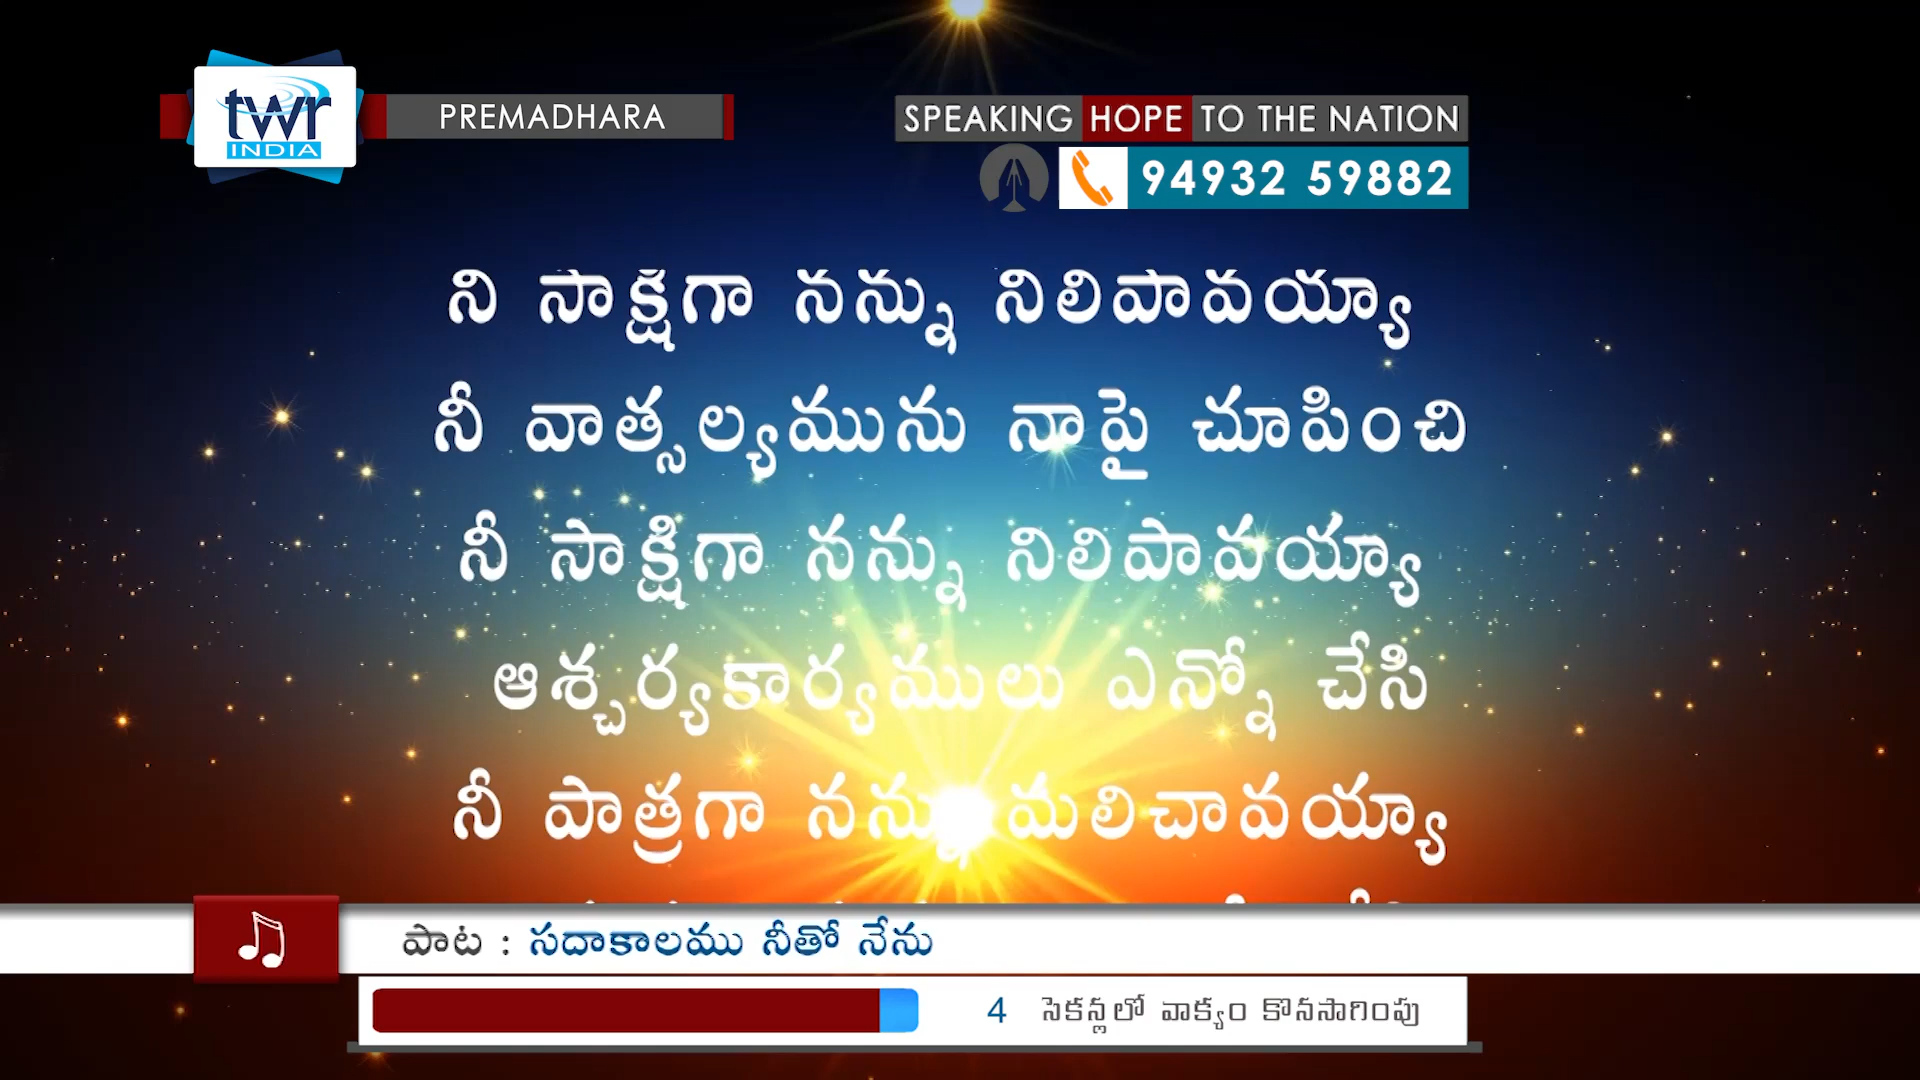 twr
INDIA
PREMADHARA
SPEAKING HOPE TO THE NATION
94932 59882
ని సాక్షిగా నన్ను నిలిపావయ్యా
నీ వాత్సల్యమును నాపై చూపించి
నీ సాక్షిగా నన్ను నిలిపావయ్యా
ఆశ్చర్యకార్యములు ఎన్నో చేసి
నీ పాత్రగా నన్ను మలిచావయ్యా
పాట : సదాకాలము నీతో నేను
4 సెకన్లలో వాక్యం కొనసాగింపు